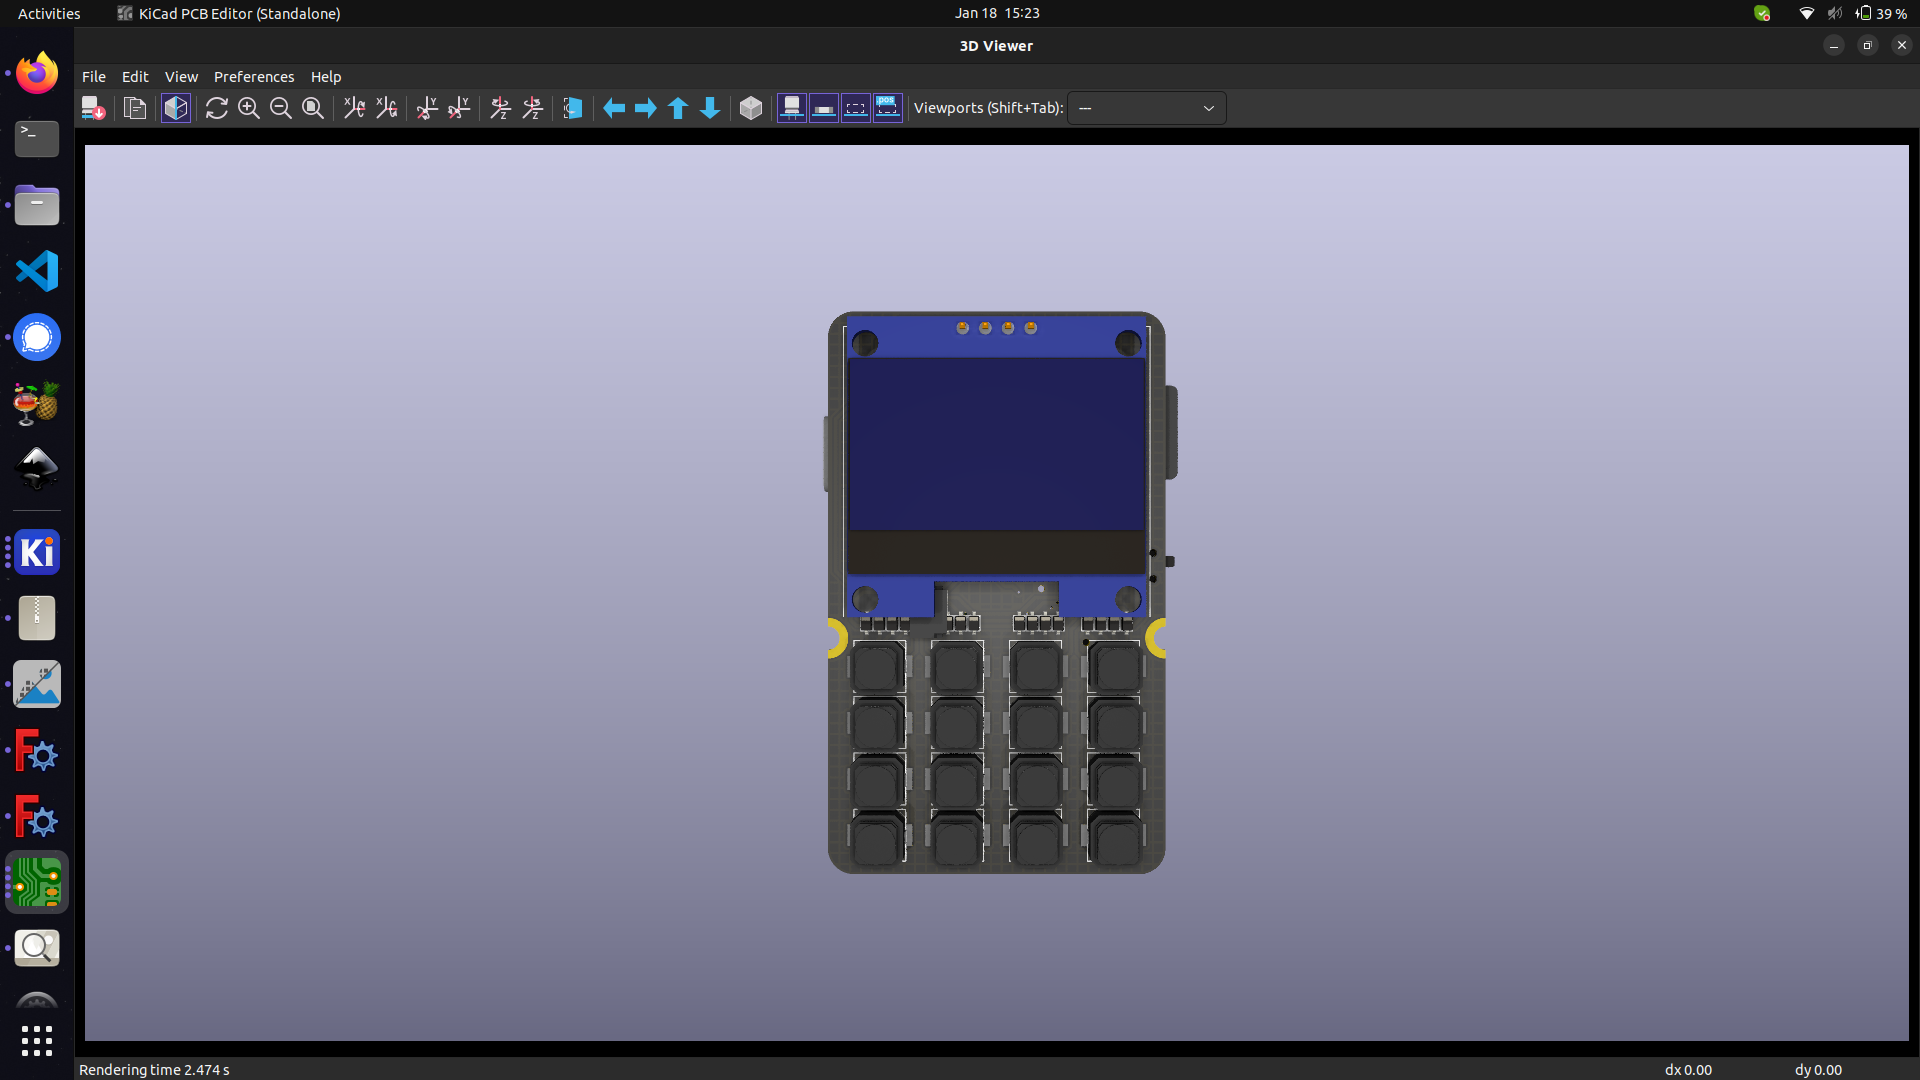 Activities
KiCad PCB Editor (Standalone)
Jan 18 15:23
39 %
3D Viewer
File Edit View Preferences Help
Viewports (Shift+Tab): ---
>_
Ki
Rendering time 2.474 s
dx 0.00
dy 0.00